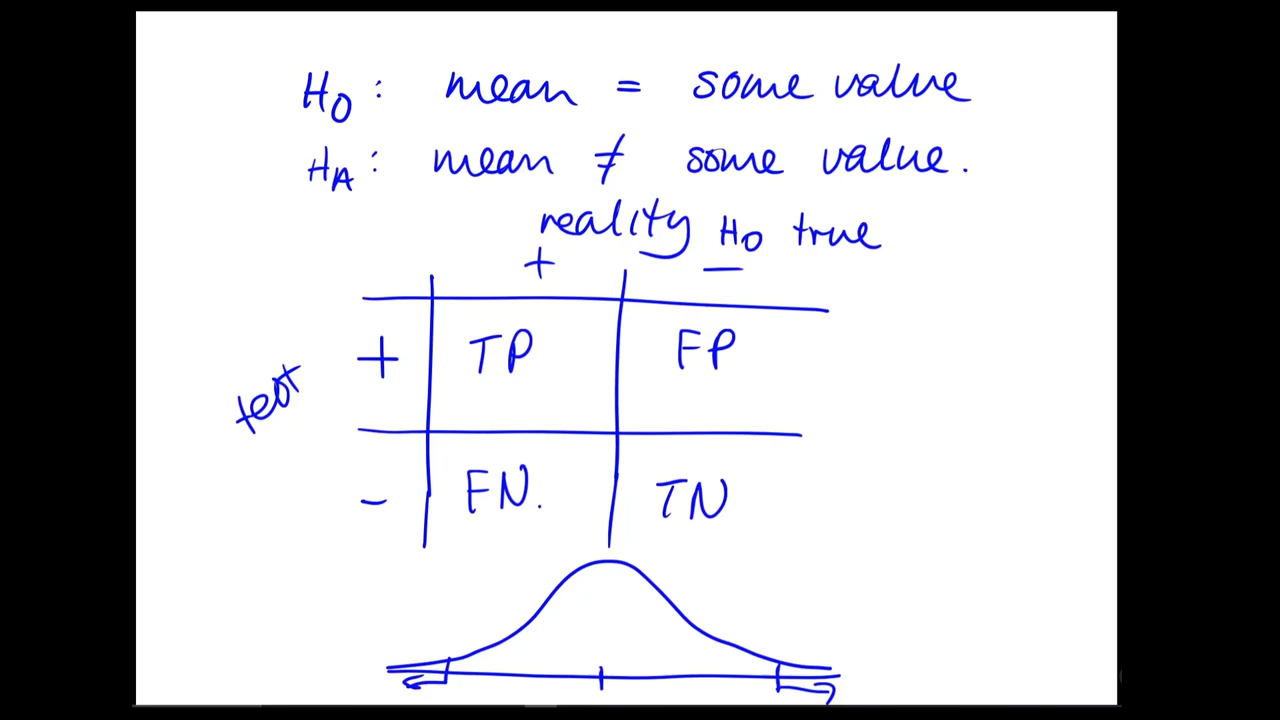 H0: mean = some value
HA: mean ≠ some value.
reality H0 true
+ −
+ TP FP
test
− FN. TN